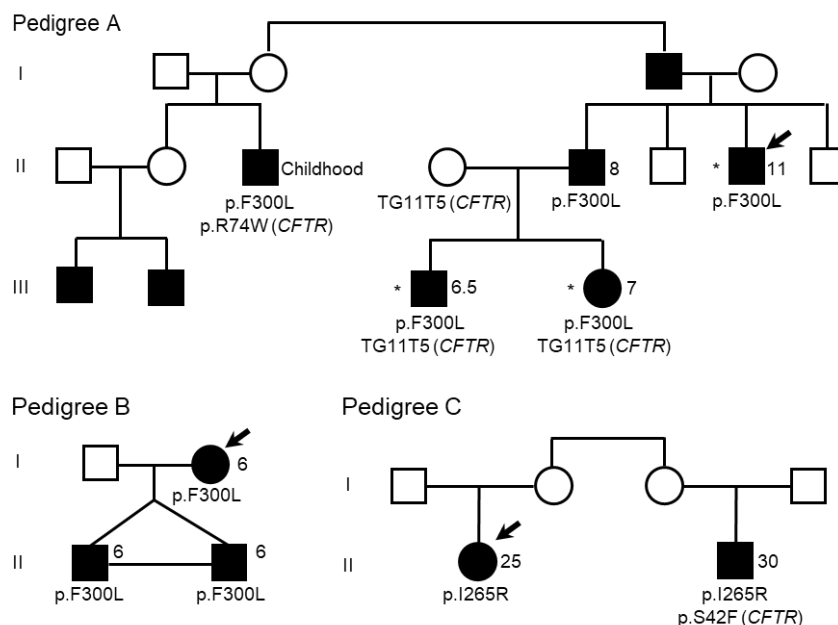 Pedigree A
I
II
Childhood
p.F300L
p.R74W (CFTR)
TG11T5 (CFTR)
8
p.F300L
* 11
p.F300L
III
* 6.5
p.F300L
TG11T5 (CFTR)
* 7
p.F300L
TG11T5 (CFTR)
Pedigree B
I
6
p.F300L
II
6
p.F300L
6
p.F300L
Pedigree C
I
II
25
p.I265R
30
p.I265R
p.S42F (CFTR)